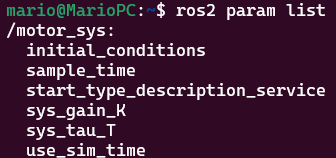 mario@MarioPC:~$ ros2 param list
/motor_sys:
  initial_conditions
  sample_time
  start_type_description_service
  sys_gain_K
  sys_tau_T
  use_sim_time